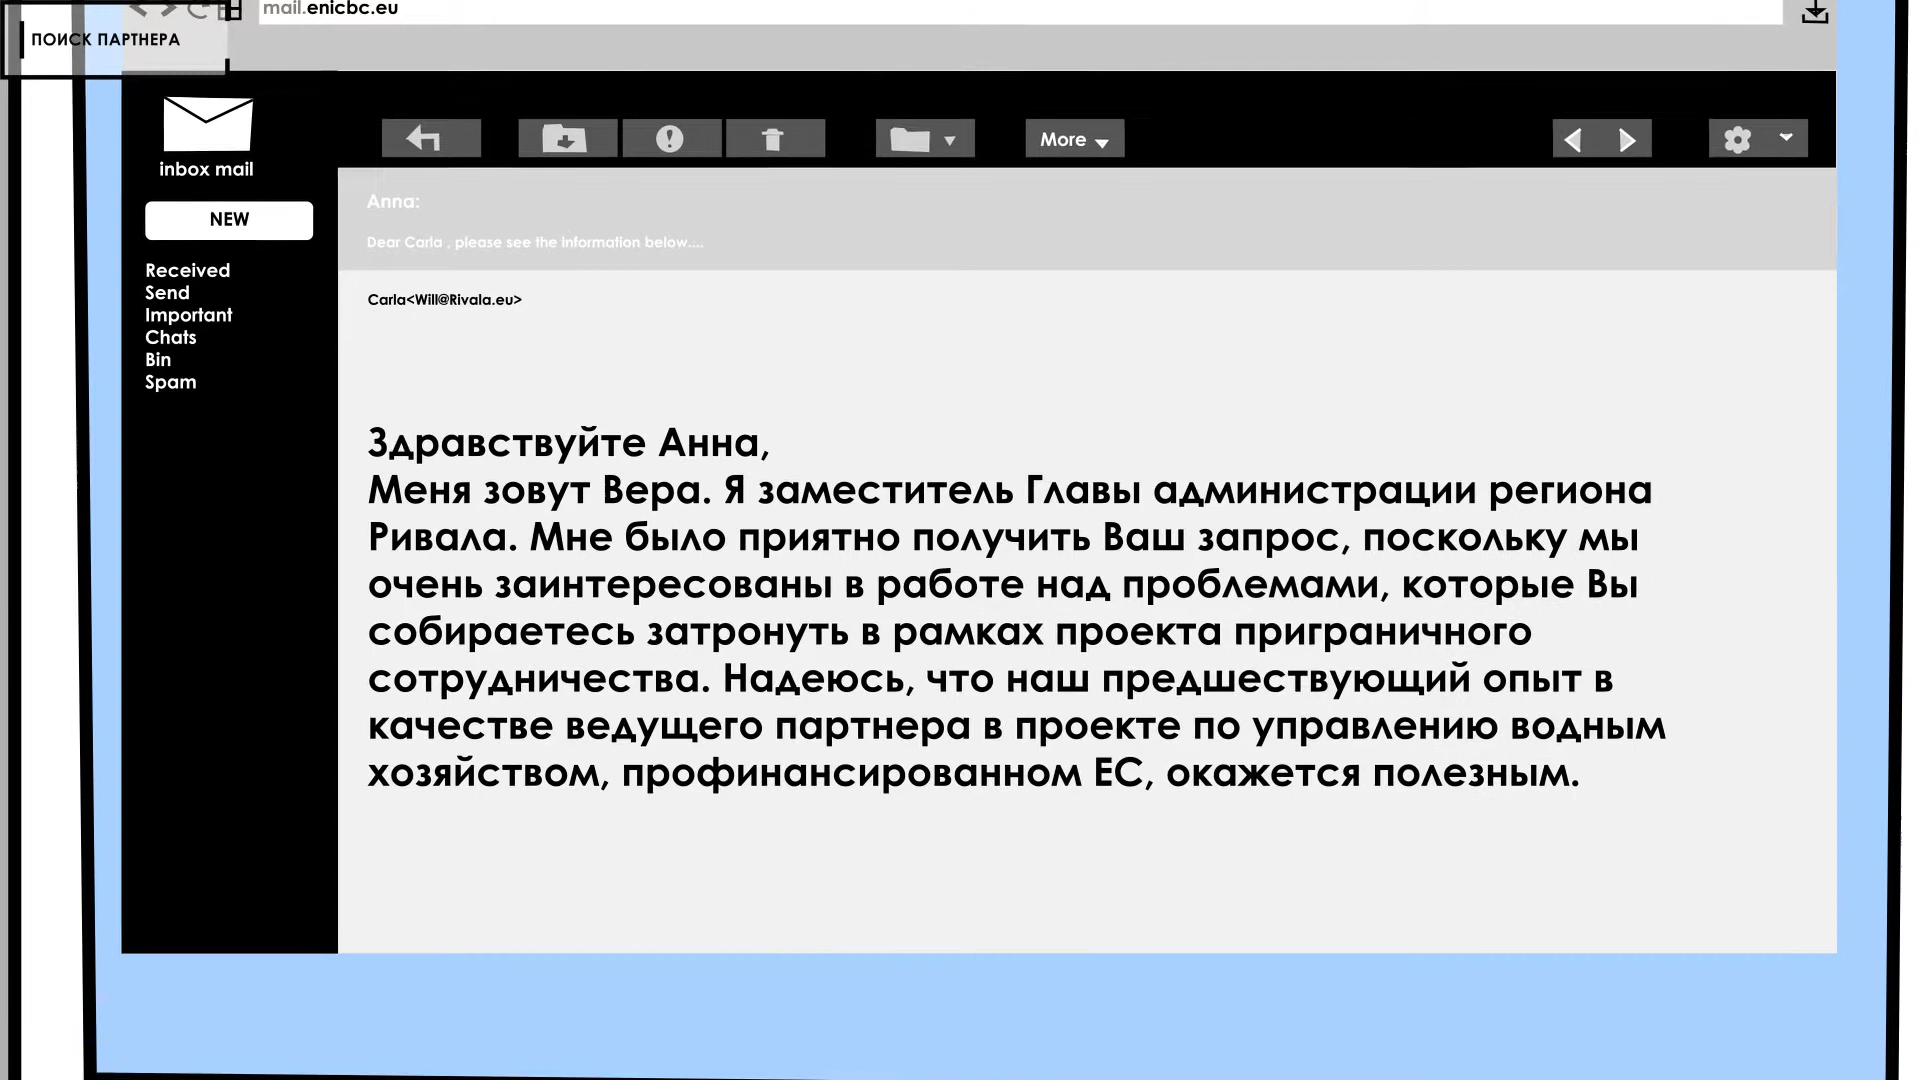 mail.enicbc.eu
ПОИСК ПАРТНЕРА
inbox mail
More
NEW
Anna:
Dear Carla , please see the information below....
Received
Send
Important
Chats
Bin
Spam
Carla<Will@Rivala.eu>
Здравствуйте Анна,
Меня зовут Вера. Я заместитель Главы администрации региона
Ривала. Мне было приятно получить Ваш запрос, поскольку мы
очень заинтересованы в работе над проблемами, которые Вы
собираетесь затронуть в рамках проекта приграничного
сотрудничества. Надеюсь, что наш предшествующий опыт в
качестве ведущего партнера в проекте по управлению водным
хозяйством, профинансированном ЕС, окажется полезным.